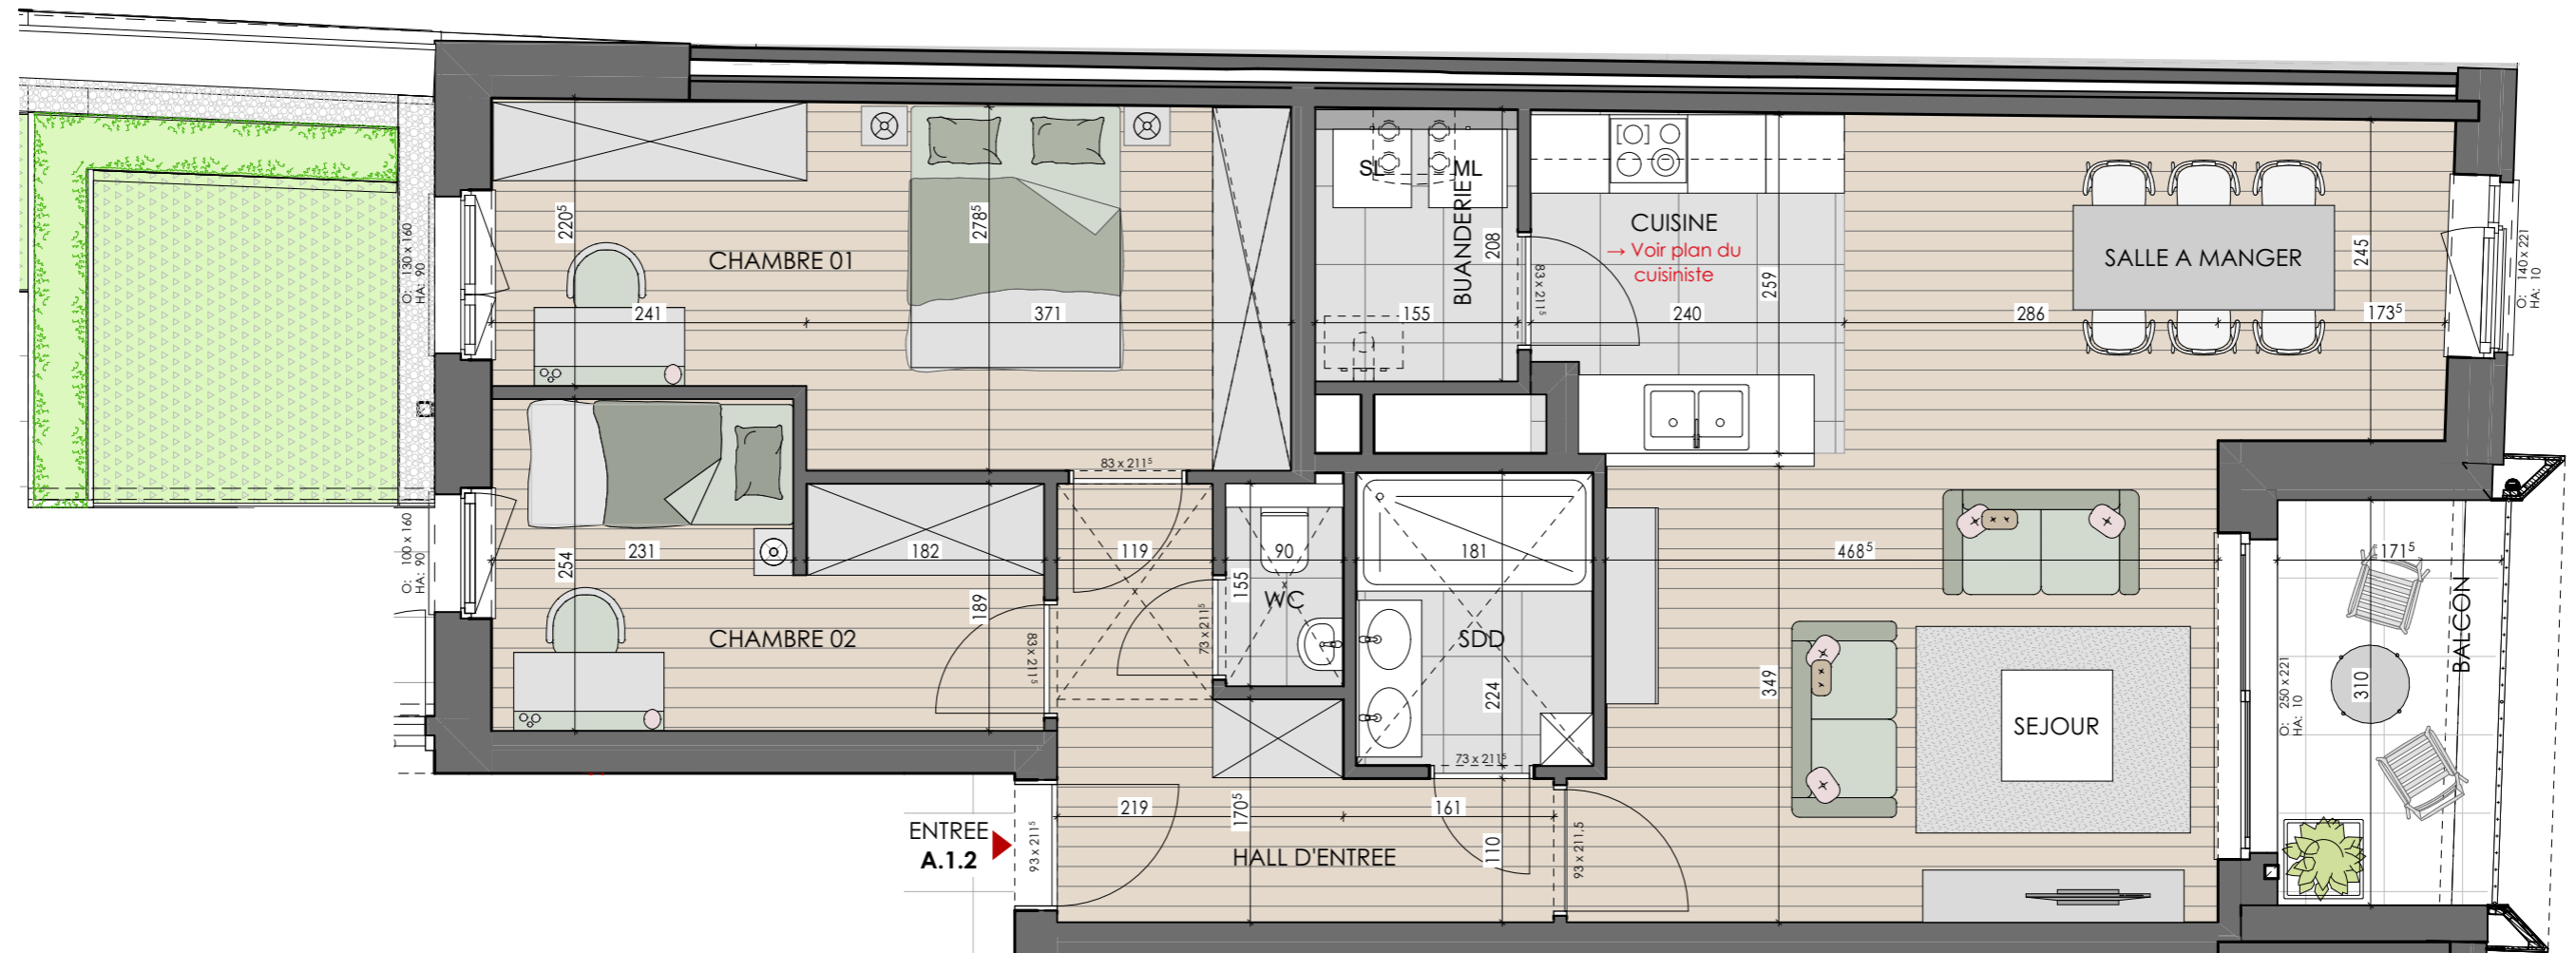 CHAMBRE 01
220⁵
278⁵
241
371
O: 130 x 160
HA: 90
SL
ML
BUANDERIE
208
155
83 x 211⁵
CUISINE
→ Voir plan du
cuisiniste
259
240
SALLE A MANGER
286
245
173⁵
O: 140 x 221
HA: 10
CHAMBRE 02
254
231
182
189
O: 100 x 160
HA: 90
83 x 211⁵
83 x 211⁵
119
73 x 211⁵
90
155
WC
181
SDD
224
73 x 211⁵
468⁵
349
SEJOUR
O: 250 x 221
HA: 10
171⁵
310
BALCON
ENTREE
A.1.2
93 x 211⁵
219
170⁵
161
110
HALL D'ENTREE
93 x 211,5